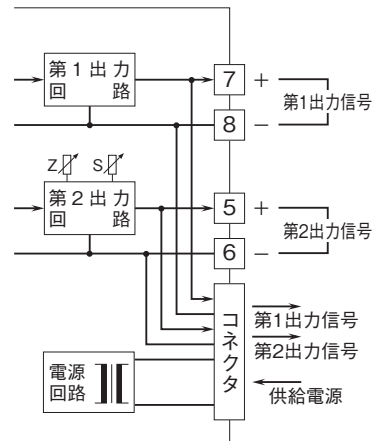 第1出力
回路
7
+
8
−
第1出力信号
Z
S
第2出力
回路
5
+
6
−
第2出力信号
コネクタ
第1出力信号
第2出力信号
供給電源
電源
回路